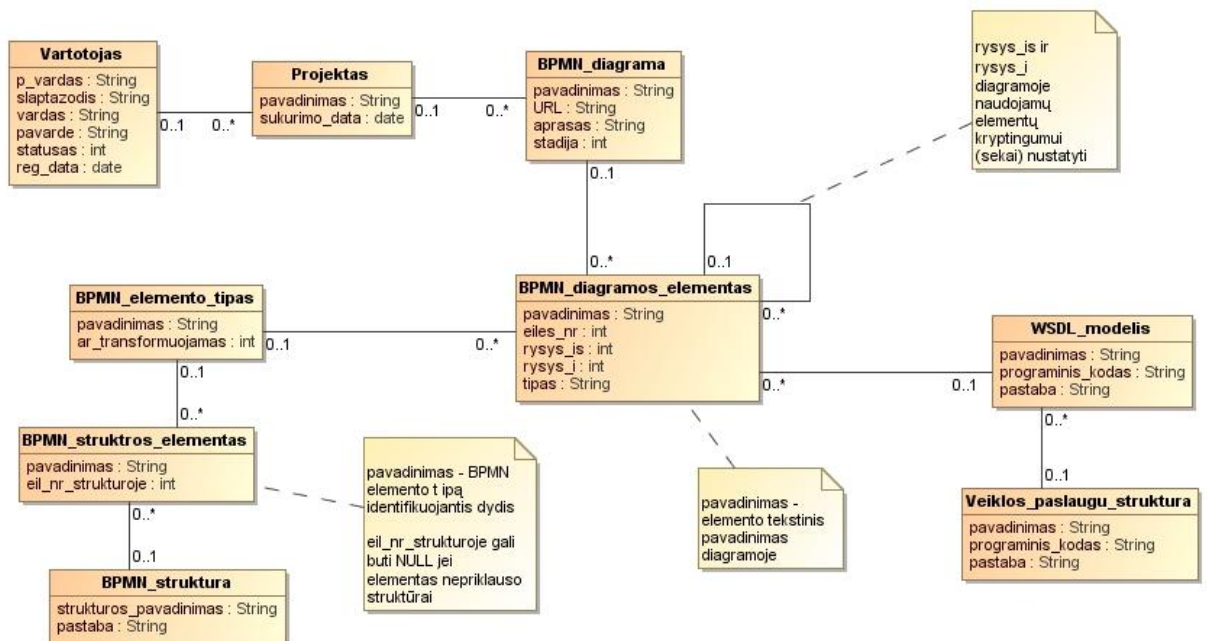 Vartotojas
p_vardas : String
slaptazodis : String
vardas : String
pavarde : String
statusas : int
reg_data : date
0..1
0..*
Projektas
pavadinimas : String
sukurimo_data : date
0..1
0..*
BPMN_diagrama
pavadinimas : String
URL : String
aprasas : String
stadija : int
0..1
0..*
rysys_is ir
rysys_i
diagramoje
naudojamų
elementų
kryptingumui
(sekai) nustatyti
0..1
0..*
BPMN_diagramos_elementas
pavadinimas : String
eiles_nr : int
rysys_is : int
rysys_i : int
tipas : String
BPMN_elemento_tipas
pavadinimas : String
ar_transformuojamas : int
0..1
0..*
0..1
0..*
WSDL_modelis
pavadinimas : String
programinis_kodas : String
pastaba : String
0..*
0..1
0..*
0..1
BPMN_struktros_elementas
pavadinimas : String
eil_nr_strukturoje : int
0..*
0..1
BPMN_struktura
strukturos_pavadinimas : String
pastaba : String
pavadinimas - BPMN
elemento t ipą
identifikuojantis dydis
eil_nr_strukturoje gali
buti NULL jei
elementas nepriklauso
struktūrai
pavadinimas -
elemento tekstinis
pavadinimas
diagramoje
Veiklos_paslaugu_struktura
pavadinimas : String
programinis_kodas : String
pastaba : String